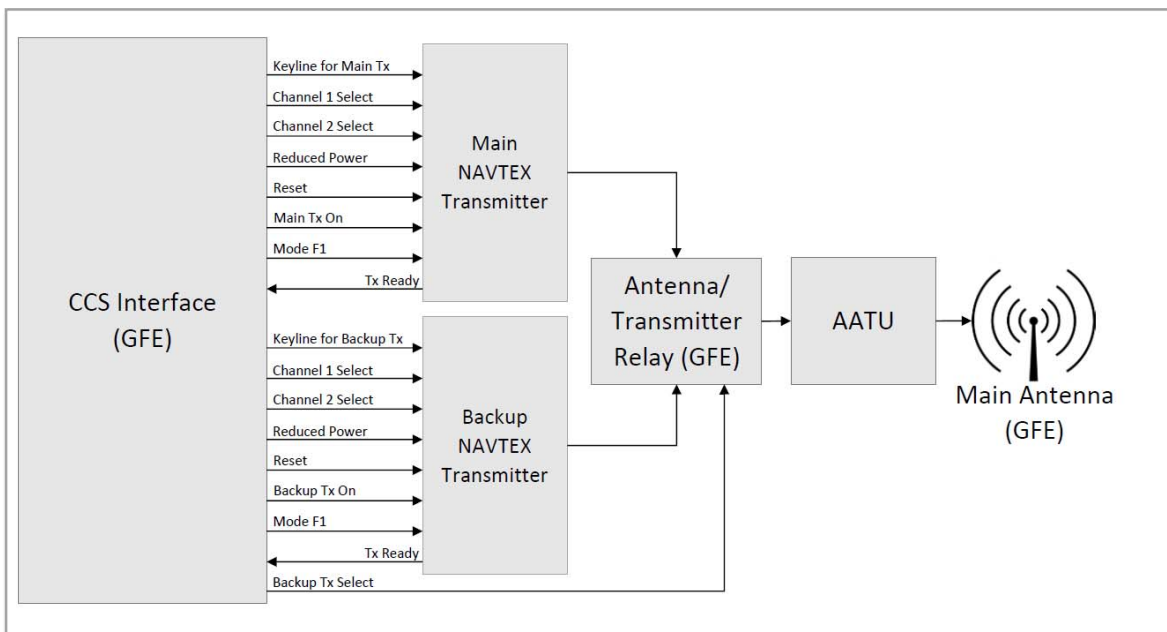 CCS Interface
(GFE)
Keyline for Main Tx
Channel 1 Select
Channel 2 Select
Reduced Power
Reset
Main Tx On
Mode F1
Tx Ready
Main
NAVTEX
Transmitter
Keyline for Backup Tx
Channel 1 Select
Channel 2 Select
Reduced Power
Reset
Backup Tx On
Mode F1
Tx Ready
Backup Tx Select
Backup
NAVTEX
Transmitter
Antenna/
Transmitter
Relay (GFE)
AATU
Main Antenna
(GFE)